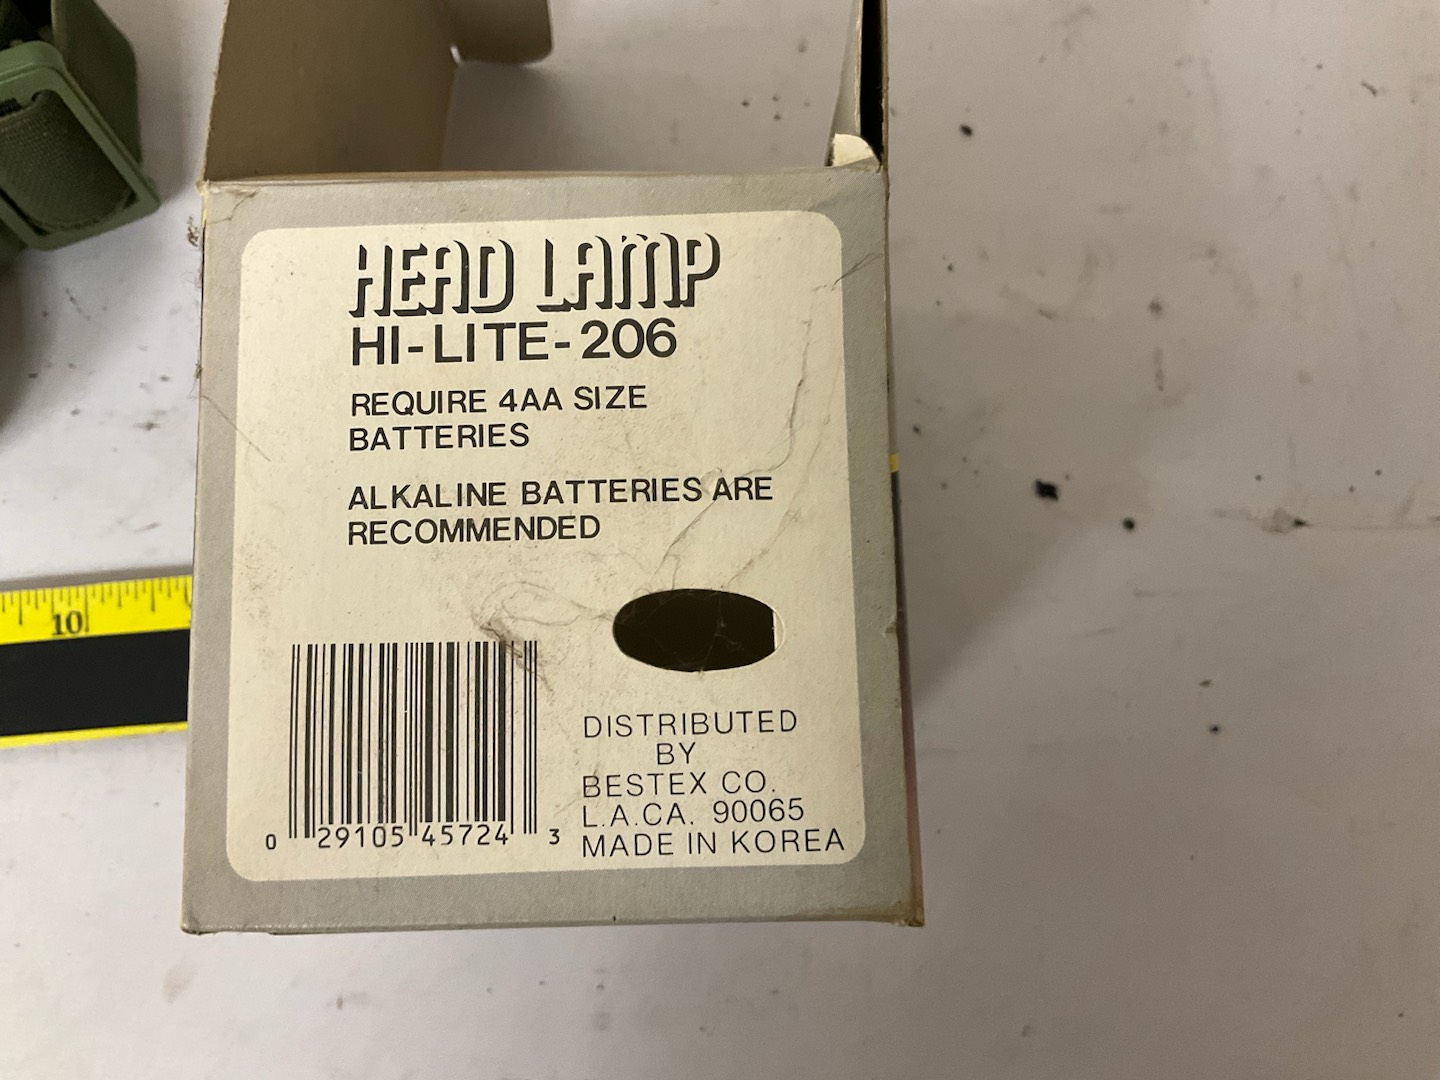 HEAD LAMP
HI-LITE-206
REQUIRE 4AA SIZE
BATTERIES
ALKALINE BATTERIES ARE
RECOMMENDED
10
0 29105 45724 3
DISTRIBUTED
BY
BESTEX CO.
L.A.CA. 90065
MADE IN KOREA